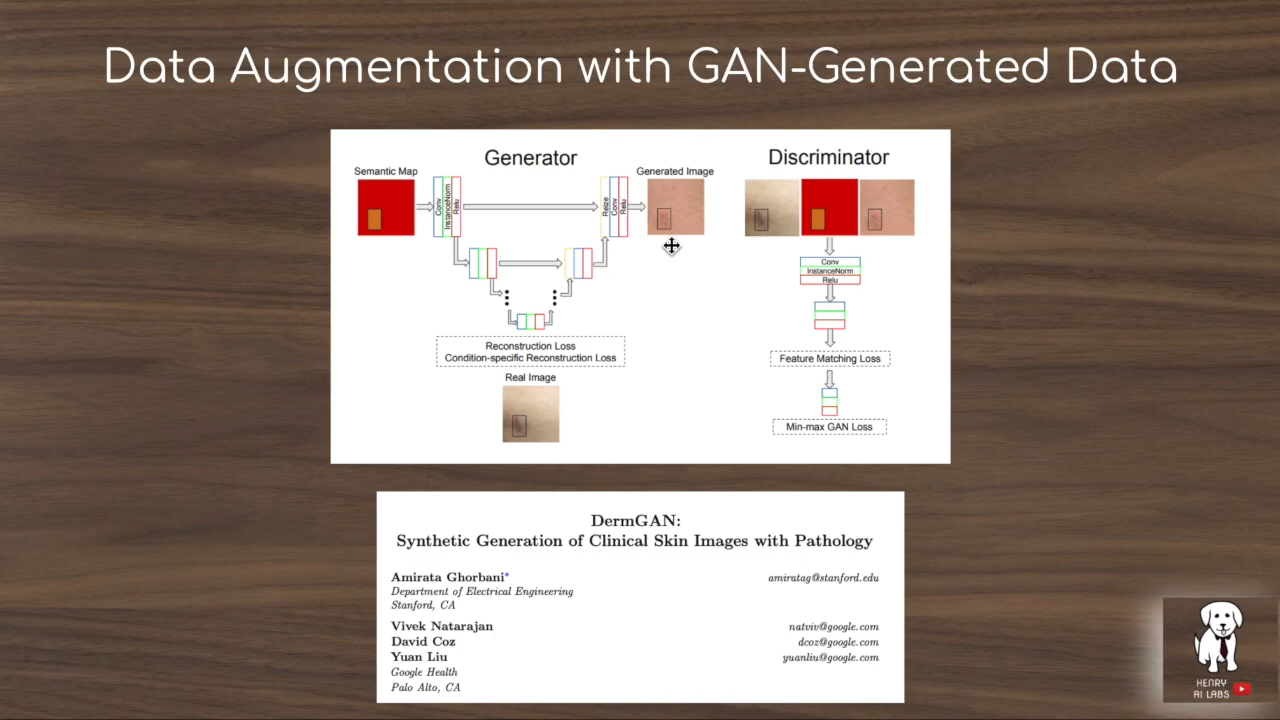 Data Augmentation with GAN-Generated Data
Generator
Semantic Map
Conv
InstanceNorm
Relu
Reize
Conv
Relu
Generated Image
Reconstruction Loss
Condition-specific Reconstruction Loss
Real Image
Discriminator
Conv
InstanceNorm
Relu
Feature Matching Loss
Min-max GAN Loss
DermGAN:
Synthetic Generation of Clinical Skin Images with Pathology
Amirata Ghorbani* amiratag@stanford.edu
Department of Electrical Engineering
Stanford, CA
Vivek Natarajan natviv@google.com
David Coz dcoz@google.com
Yuan Liu yuanliu@google.com
Google Health
Palo Alto, CA
HENRY
AI LABS